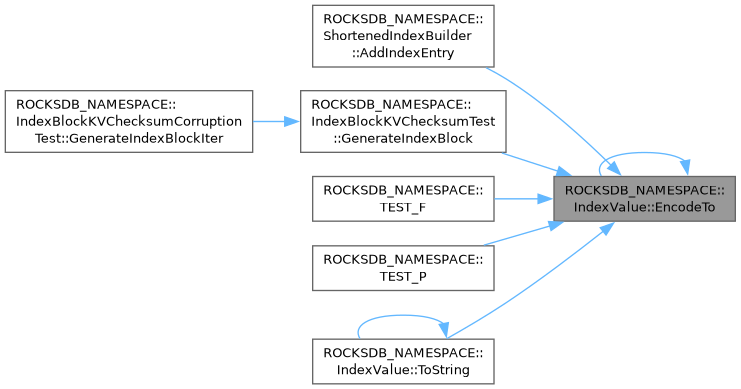 ROCKSDB_NAMESPACE::
ShortenedIndexBuilder
::AddIndexEntry
ROCKSDB_NAMESPACE::
IndexBlockKVChecksumCorruption
Test::GenerateIndexBlockIter
ROCKSDB_NAMESPACE::
IndexBlockKVChecksumTest
::GenerateIndexBlock
ROCKSDB_NAMESPACE::
TEST_F
ROCKSDB_NAMESPACE::
IndexValue::EncodeTo
ROCKSDB_NAMESPACE::
TEST_P
ROCKSDB_NAMESPACE::
IndexValue::ToString